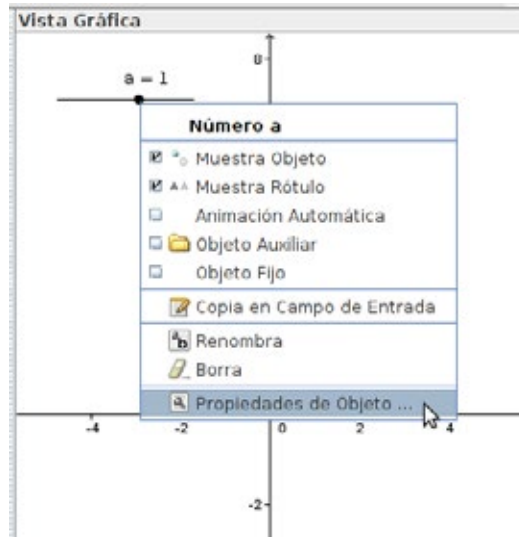 Vista Gráfica
8
a = 1
Número a
Muestra Objeto
Muestra Rótulo
Animación Automática
Objeto Auxiliar
Objeto Fijo
Copia en Campo de Entrada
Renombra
Borra
Propiedades de Objeto ...
-4 -2 0 2 4
-2